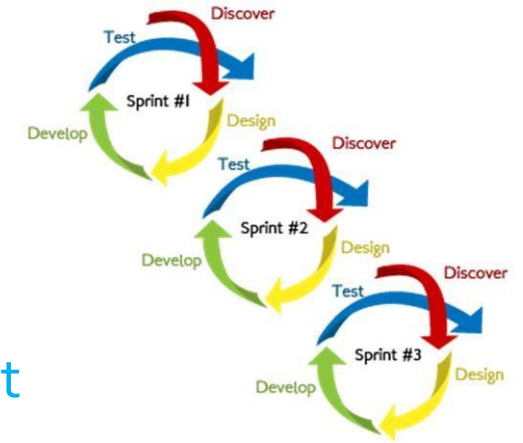 Discover
Test
Sprint #1
Design
Develop
Discover
Test
Sprint #2
Design
Develop
Discover
Test
Sprint #3
Design
Develop
t